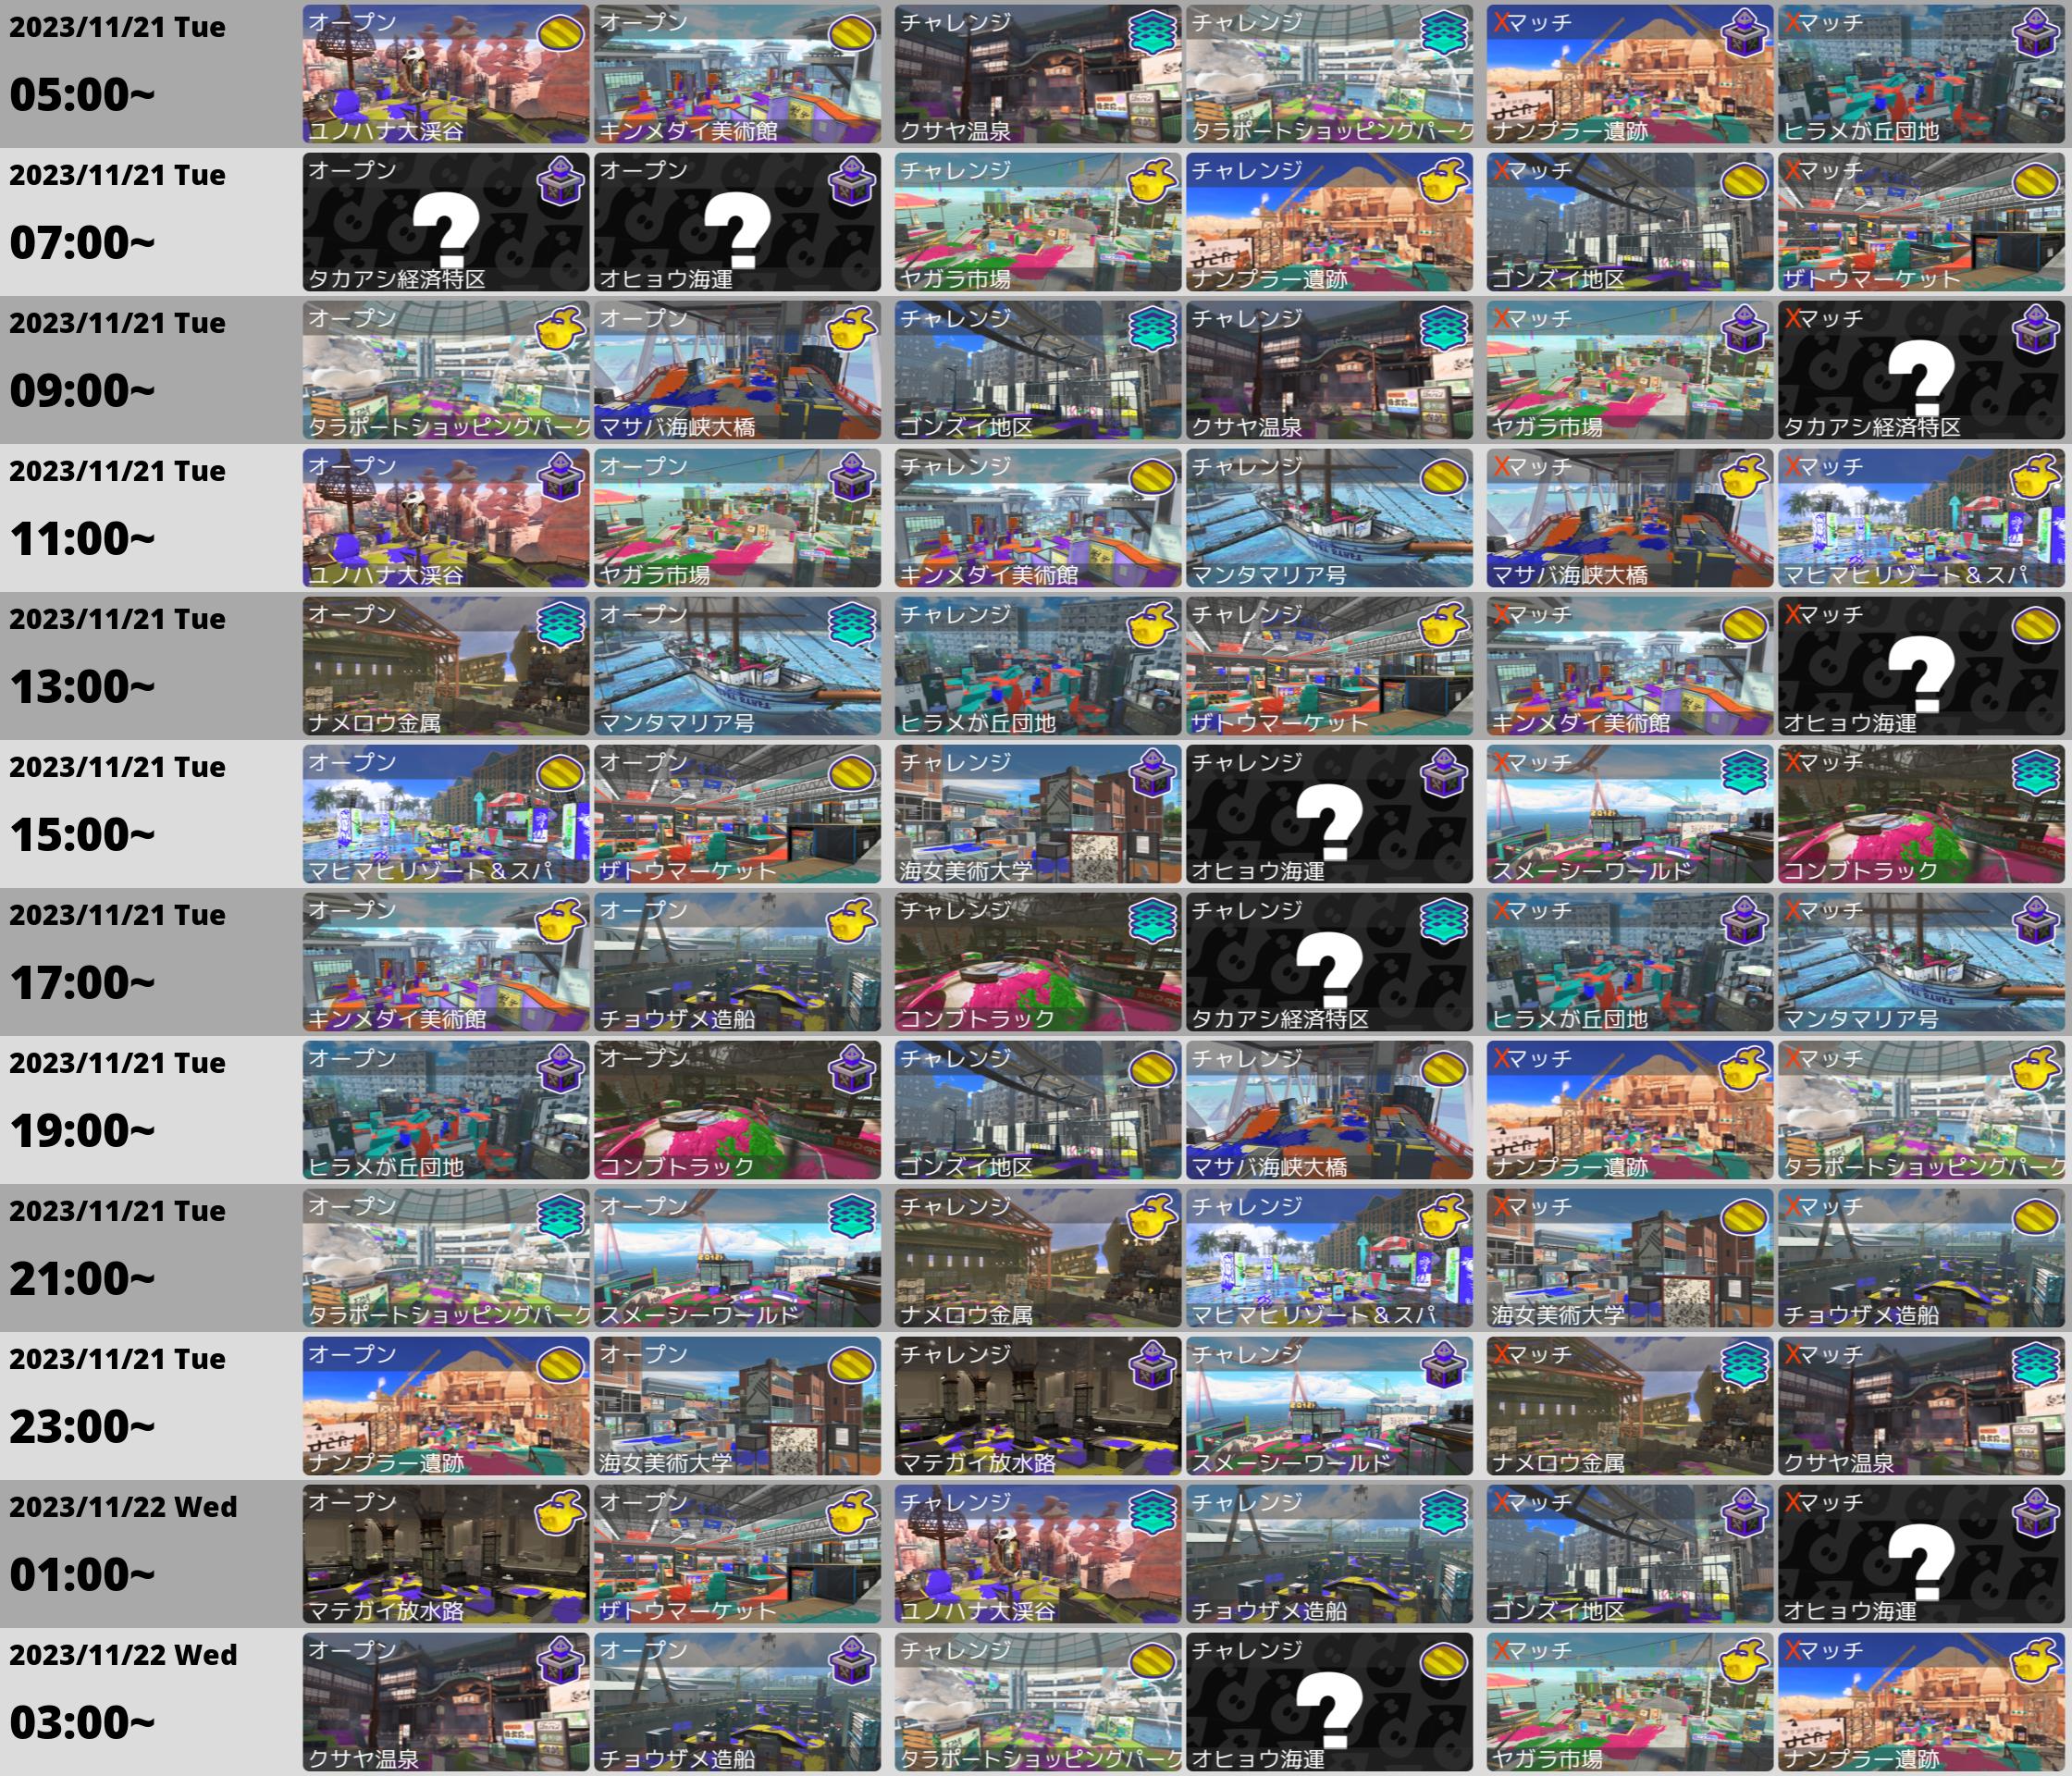 2023/11/21 Tue
05:00~
オープン
ユノハナ大渓谷
オープン
キンメダイ美術館
チャレンジ
クサヤ温泉
チャレンジ
タラポートショッピングパーク
Xマッチ
ナンプラー遺跡
Xマッチ
ヒラメが丘団地
2023/11/21 Tue
07:00~
オープン
タカアシ経済特区
オープン
オヒョウ海運
チャレンジ
ヤガラ市場
チャレンジ
ナンプラー遺跡
Xマッチ
ゴンズイ地区
Xマッチ
ザトウマーケット
2023/11/21 Tue
09:00~
オープン
タラポートショッピングパーク
オープン
マサバ海峡大橋
チャレンジ
ゴンズイ地区
チャレンジ
クサヤ温泉
Xマッチ
ヤガラ市場
Xマッチ
タカアシ経済特区
2023/11/21 Tue
11:00~
オープン
ユノハナ大渓谷
オープン
ヤガラ市場
チャレンジ
キンメダイ美術館
チャレンジ
マンタマリア号
Xマッチ
マサバ海峡大橋
Xマッチ
マヒマヒリゾート＆スパ
2023/11/21 Tue
13:00~
オープン
ナメロウ金属
オープン
マンタマリア号
チャレンジ
ヒラメが丘団地
チャレンジ
ザトウマーケット
Xマッチ
キンメダイ美術館
Xマッチ
オヒョウ海運
2023/11/21 Tue
15:00~
オープン
マヒマヒリゾート＆スパ
オープン
ザトウマーケット
チャレンジ
海女美術大学
チャレンジ
オヒョウ海運
Xマッチ
スメーシーワールド
Xマッチ
コンブトラック
2023/11/21 Tue
17:00~
オープン
キンメダイ美術館
オープン
チョウザメ造船
チャレンジ
コンブトラック
チャレンジ
タカアシ経済特区
Xマッチ
ヒラメが丘団地
Xマッチ
マンタマリア号
2023/11/21 Tue
19:00~
オープン
ヒラメが丘団地
オープン
コンブトラック
チャレンジ
ゴンズイ地区
チャレンジ
マサバ海峡大橋
Xマッチ
ナンプラー遺跡
Xマッチ
タラポートショッピングパーク
2023/11/21 Tue
21:00~
オープン
タラポートショッピングパーク
オープン
スメーシーワールド
チャレンジ
ナメロウ金属
チャレンジ
マヒマヒリゾート＆スパ
Xマッチ
海女美術大学
Xマッチ
チョウザメ造船
2023/11/21 Tue
23:00~
オープン
ナンプラー遺跡
オープン
海女美術大学
チャレンジ
マテガイ放水路
チャレンジ
スメーシーワールド
Xマッチ
ナメロウ金属
Xマッチ
クサヤ温泉
2023/11/22 Wed
01:00~
オープン
マテガイ放水路
オープン
ザトウマーケット
チャレンジ
ユノハナ大渓谷
チャレンジ
チョウザメ造船
Xマッチ
ゴンズイ地区
Xマッチ
オヒョウ海運
2023/11/22 Wed
03:00~
オープン
クサヤ温泉
オープン
チョウザメ造船
チャレンジ
タラポートショッピングパーク
チャレンジ
オヒョウ海運
Xマッチ
ヤガラ市場
Xマッチ
ナンプラー遺跡